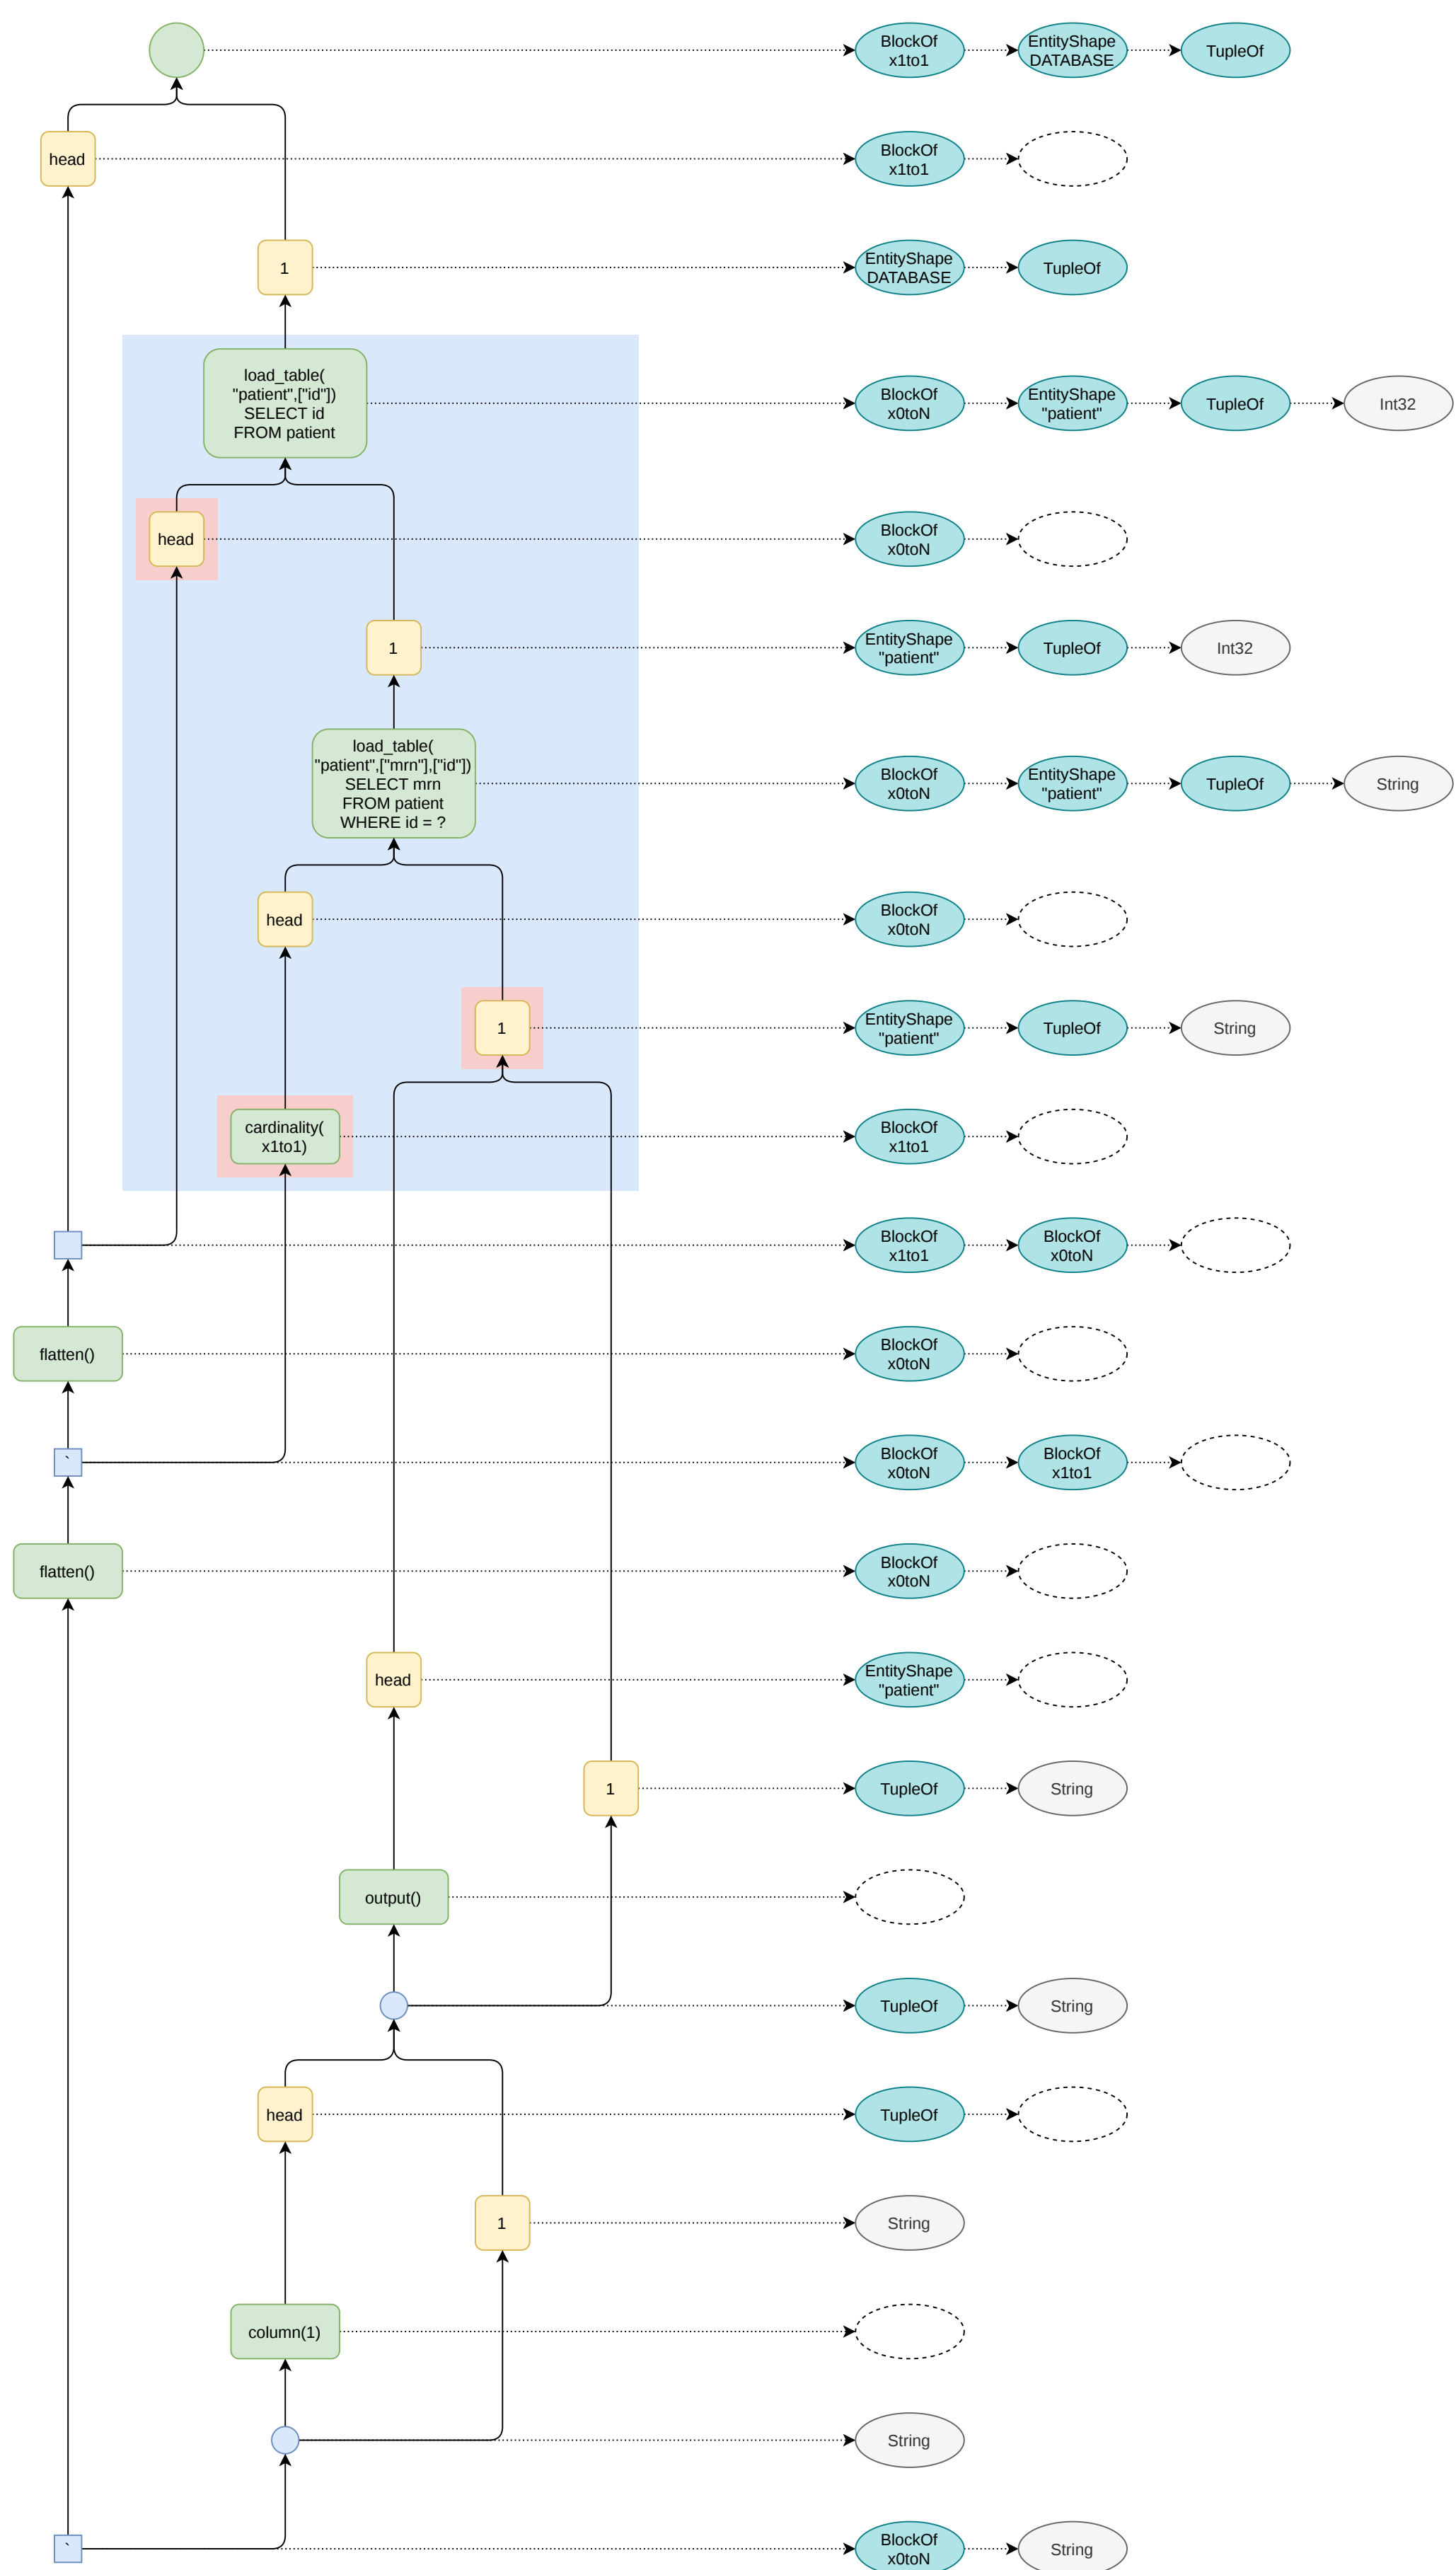 BlockOf
x1to1
EntityShape
DATABASE
TupleOf
head
BlockOf
x1to1
1
EntityShape
DATABASE
TupleOf
load_table(
"patient",["id"])
SELECT id
FROM patient
BlockOf
x0toN
EntityShape
"patient"
TupleOf
Int32
head
BlockOf
x0toN
1
EntityShape
"patient"
TupleOf
Int32
load_table(
"patient",["mrn"],["id"])
SELECT mrn
FROM patient
WHERE id = ?
BlockOf
x0toN
EntityShape
"patient"
TupleOf
String
head
BlockOf
x0toN
1
EntityShape
"patient"
TupleOf
String
cardinality(
x1to1)
BlockOf
x1to1
BlockOf
x1to1
BlockOf
x0toN
flatten()
BlockOf
x0toN
`
BlockOf
x0toN
BlockOf
x1to1
flatten()
BlockOf
x0toN
head
EntityShape
"patient"
1
TupleOf
String
output()
TupleOf
String
head
TupleOf
1
String
column(1)
String
`
BlockOf
x0toN
String